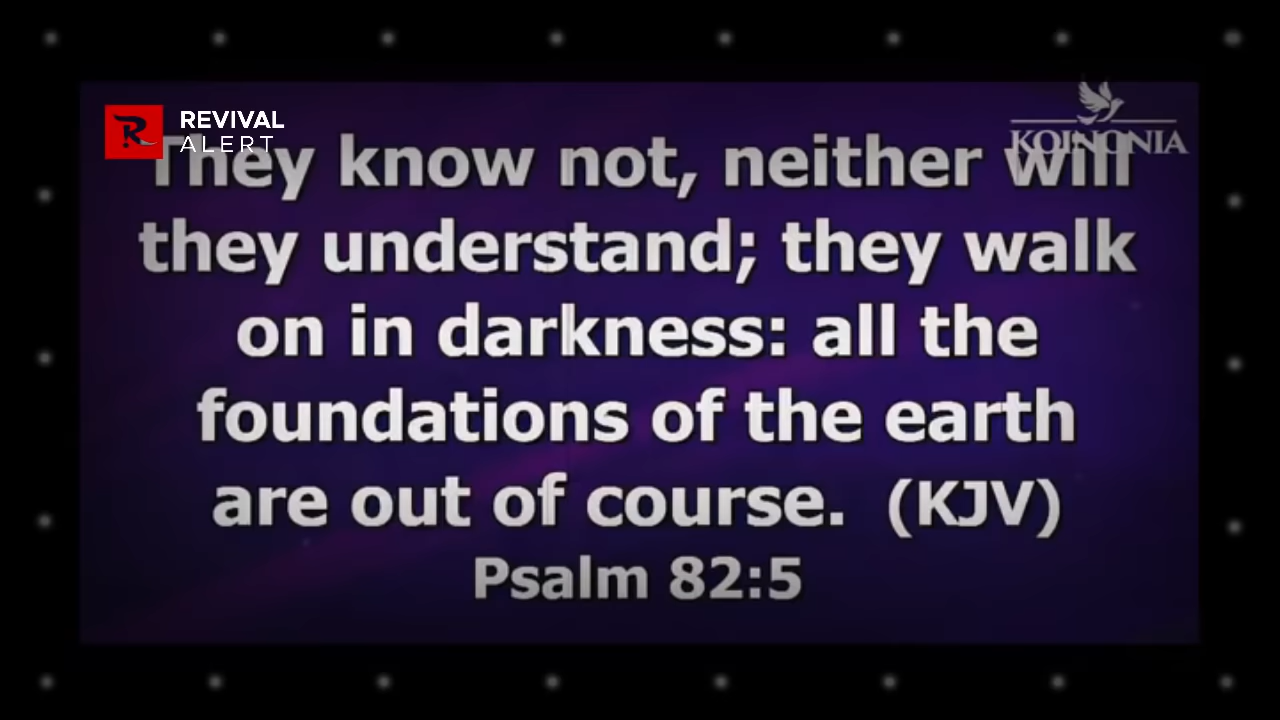 REVIVAL
ALERT
KOINONIA
They know not, neither will
they understand; they walk
on in darkness: all the
foundations of the earth
are out of course. (KJV)
Psalm 82:5